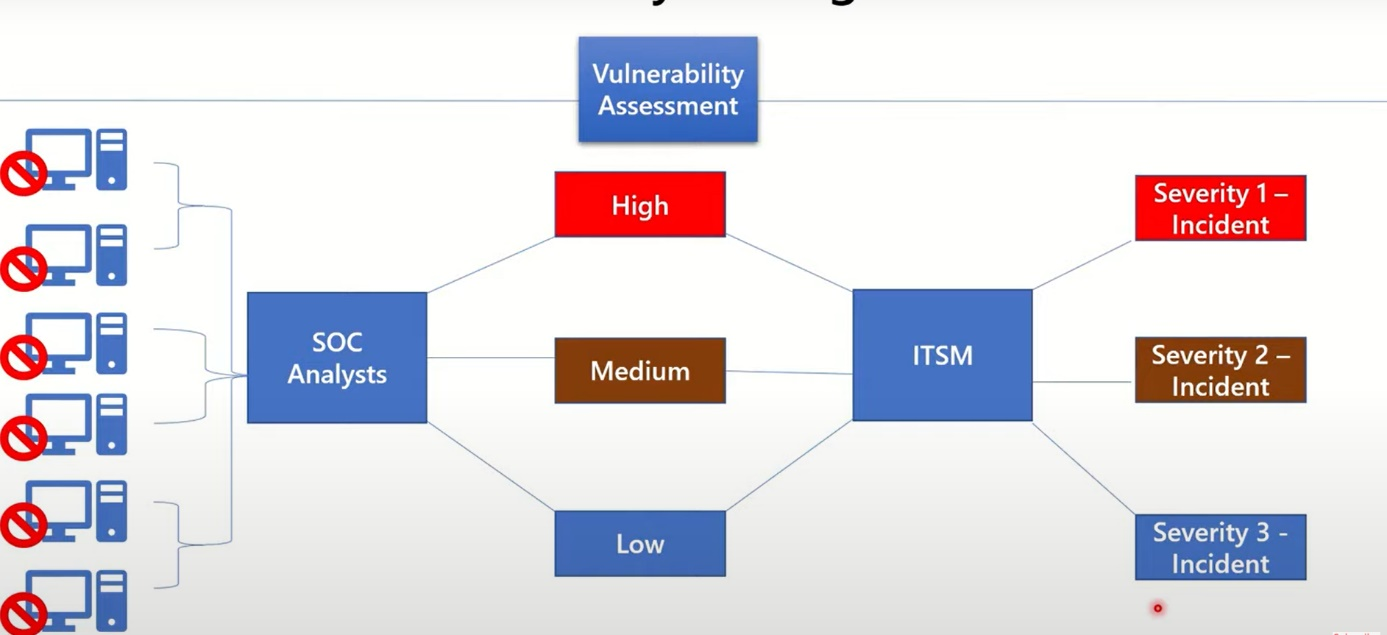 Vulnerability
Assessment
High
Severity 1 –
Incident
SOC
Analysts
Medium
ITSM
Severity 2 –
Incident
Low
Severity 3 -
Incident